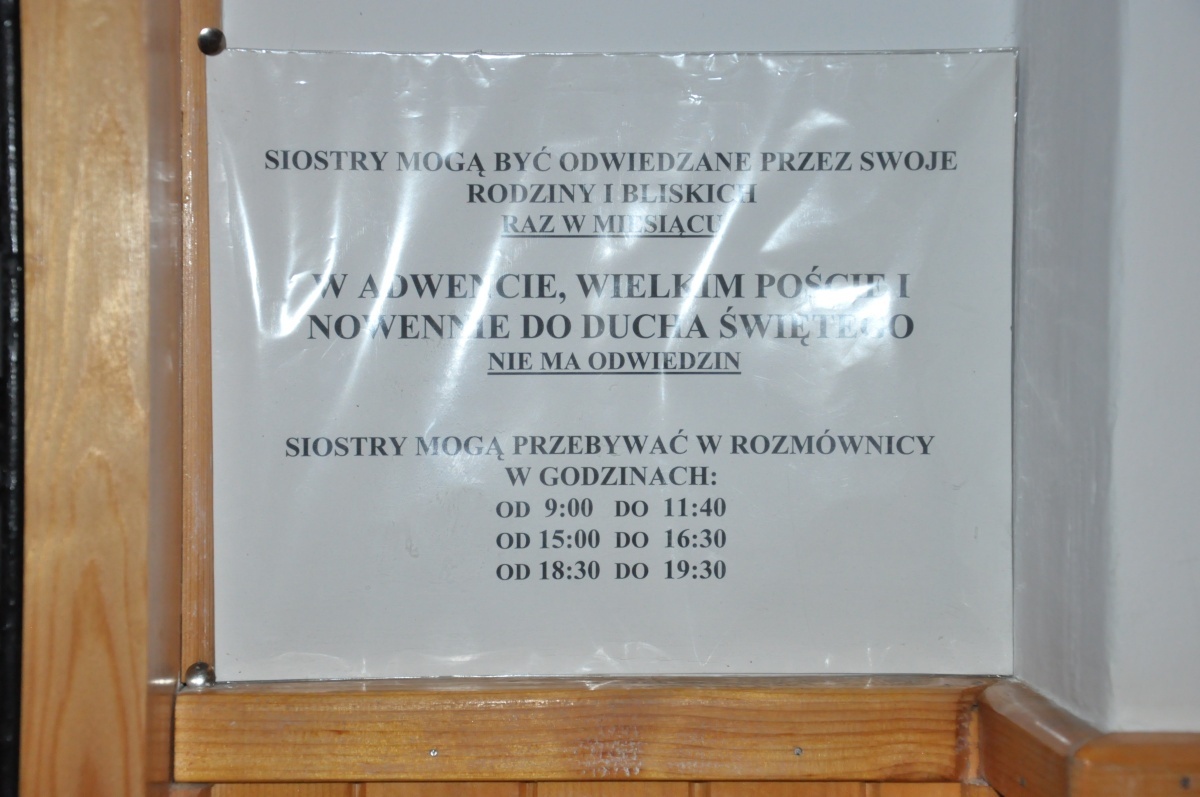 SIOSTRY MOGĄ BYĆ ODWIEDZANE PRZEZ SWOJE
RODZINY I BLISKICH
RAZ W MIESIĄCU
W ADWENCIE, WIELKIM POŚCIE I
NOWENNIE DO DUCHA ŚWIĘTEGO
NIE MA ODWIEDZIN
SIOSTRY MOGĄ PRZEBYWAĆ W ROZMÓWNICY
W GODZINACH:
OD 9:00 DO 11:40
OD 15:00 DO 16:30
OD 18:30 DO 19:30